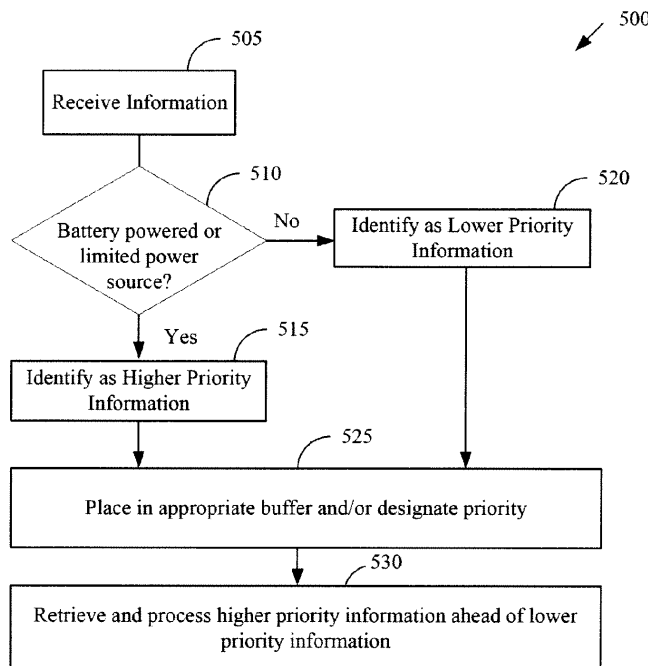 500
505
Receive Information
510
Battery powered or
limited power
source?
No
520
Identify as Lower Priority
Information
Yes
515
Identify as Higher Priority
Information
525
Place in appropriate buffer and/or designate priority
530
Retrieve and process higher priority information ahead of lower
priority information